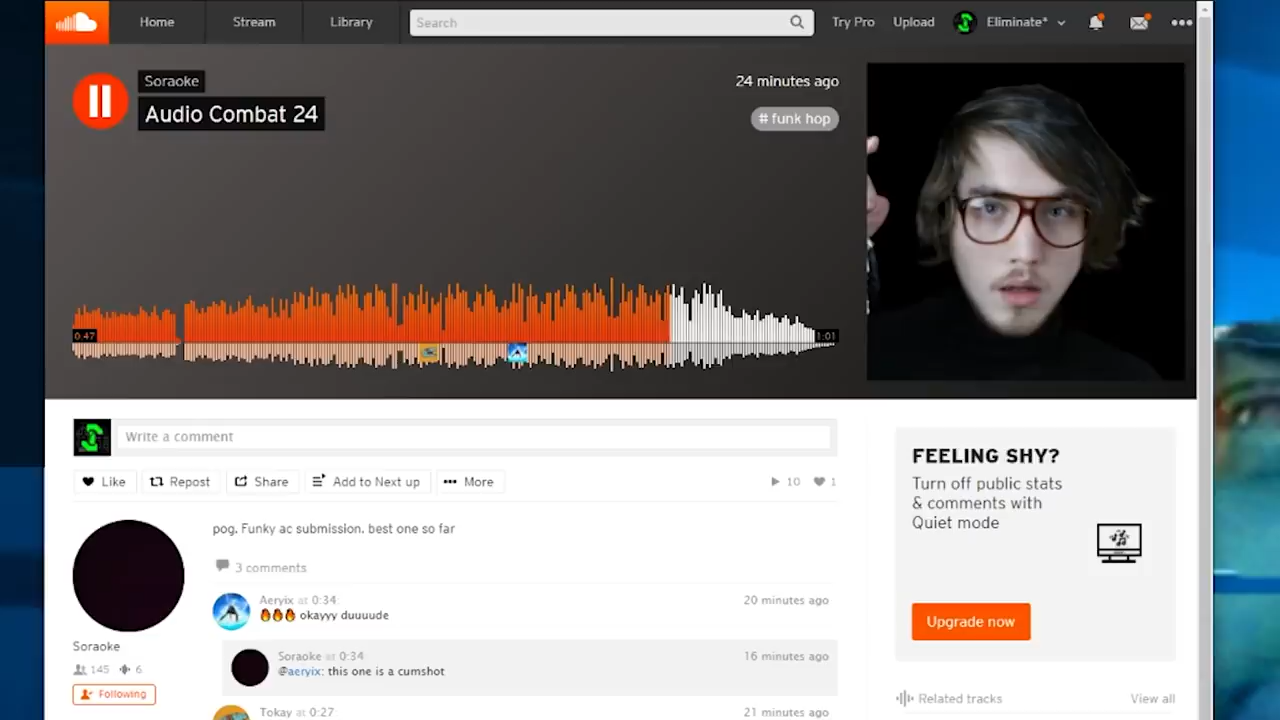 Home
Stream
Library
Search
Try Pro
Upload
Eliminate*
Soraoke
Audio Combat 24
24 minutes ago
# funk hop
0:47
1:01
Write a comment
Like
Repost
Share
Add to Next up
More
10
1
pog. Funky ac submission. best one so far
3 comments
Aeryix at 0:34:
20 minutes ago
okayyy duuuude
Soraoke at 0:34:
16 minutes ago
@aeryix: this one is a cumshot
Tokay at 0:27:
21 minutes ago
Soraoke
145
6
Following
FEELING SHY?
Turn off public stats
& comments with
Quiet mode
Upgrade now
Related tracks
View all